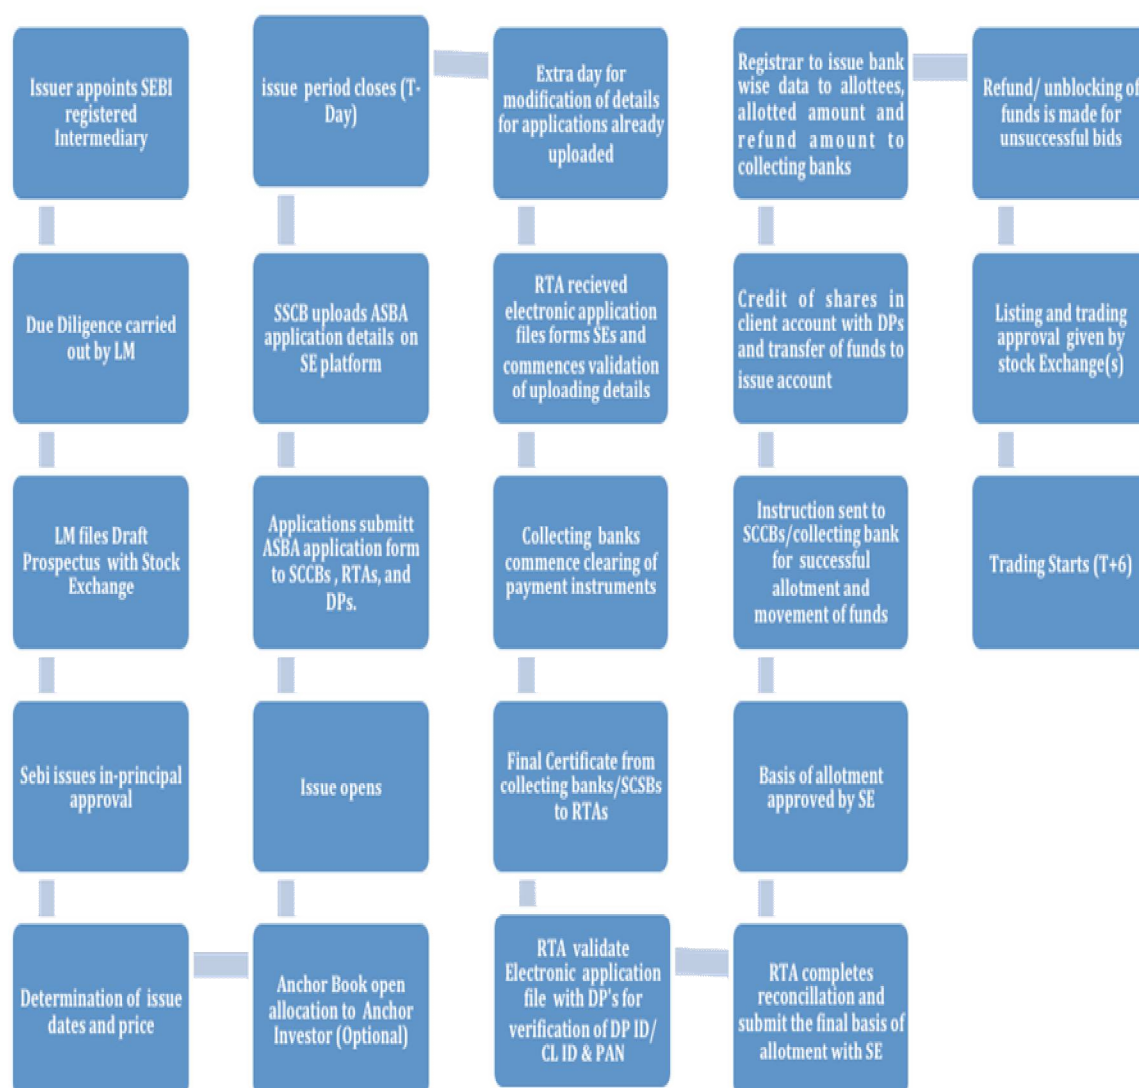 Issuer appoints SEBI
registered
Intermediary
Due Diligence carried
out by LM
LM files Draft
Prospectus with Stock
Exchange
Sebi issues in-principal
approval
Determination of issue
dates and price
Anchor Book open
allocation to Anchor
Investor (Optional)
Issue opens
Applications submitt
ASBA application form
to SCCBs , RTAs, and
DPs.
SSCB uploads ASBA
application details on
SE platform
issue period closes (T-
Day)
Extra day for
modification of details
for applications already
uploaded
RTA recieved
electronic application
files forms SEs and
commences validation
of uploading details
Collecting banks
commence clearing of
payment instruments
Final Certificate from
collecting banks/SCSBs
to RTAs
RTA validate
Electronic application
file with DP's for
verification of DP ID/
CL ID & PAN
RTA completes
reconcillation and
submit the final basis of
allotment with SE
Basis of allotment
approved by SE
Instruction sent to
SCCBs/collecting bank
for successful
allotment and
movement of funds
Credit of shares in
client account with DPs
and transfer of funds to
issue account
Registrar to issue bank
wise data to allottees,
allotted amount and
refund amount to
collecting banks
Refund/ unblocking of
funds is made for
unsuccessful bids
Listing and trading
approval given by
stock Exchange(s)
Trading Starts (T+6)